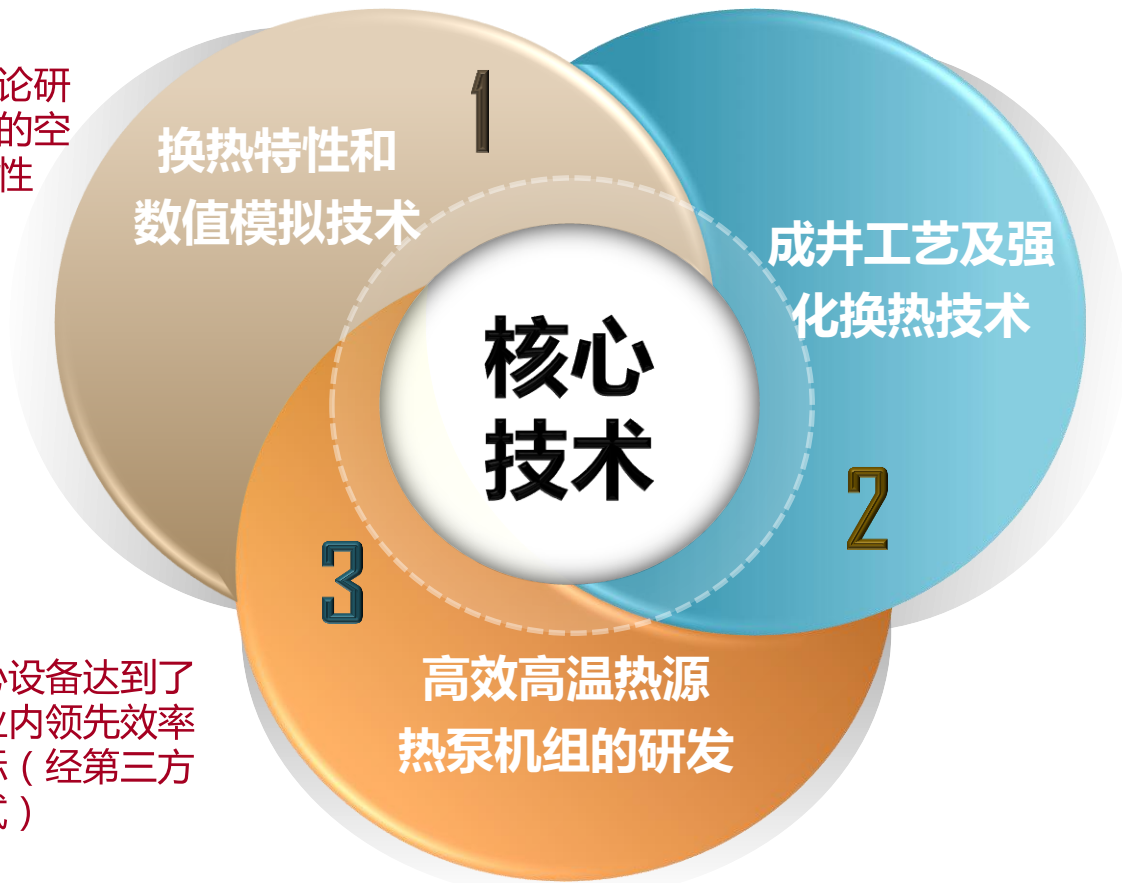 论研
的空
性
1
换热特性和
数值模拟技术
成井工艺及强
化换热技术
2
核心
技术
3
高效高温热源
热泵机组的研发
设备达到了
内领先效率
（经第三方
）